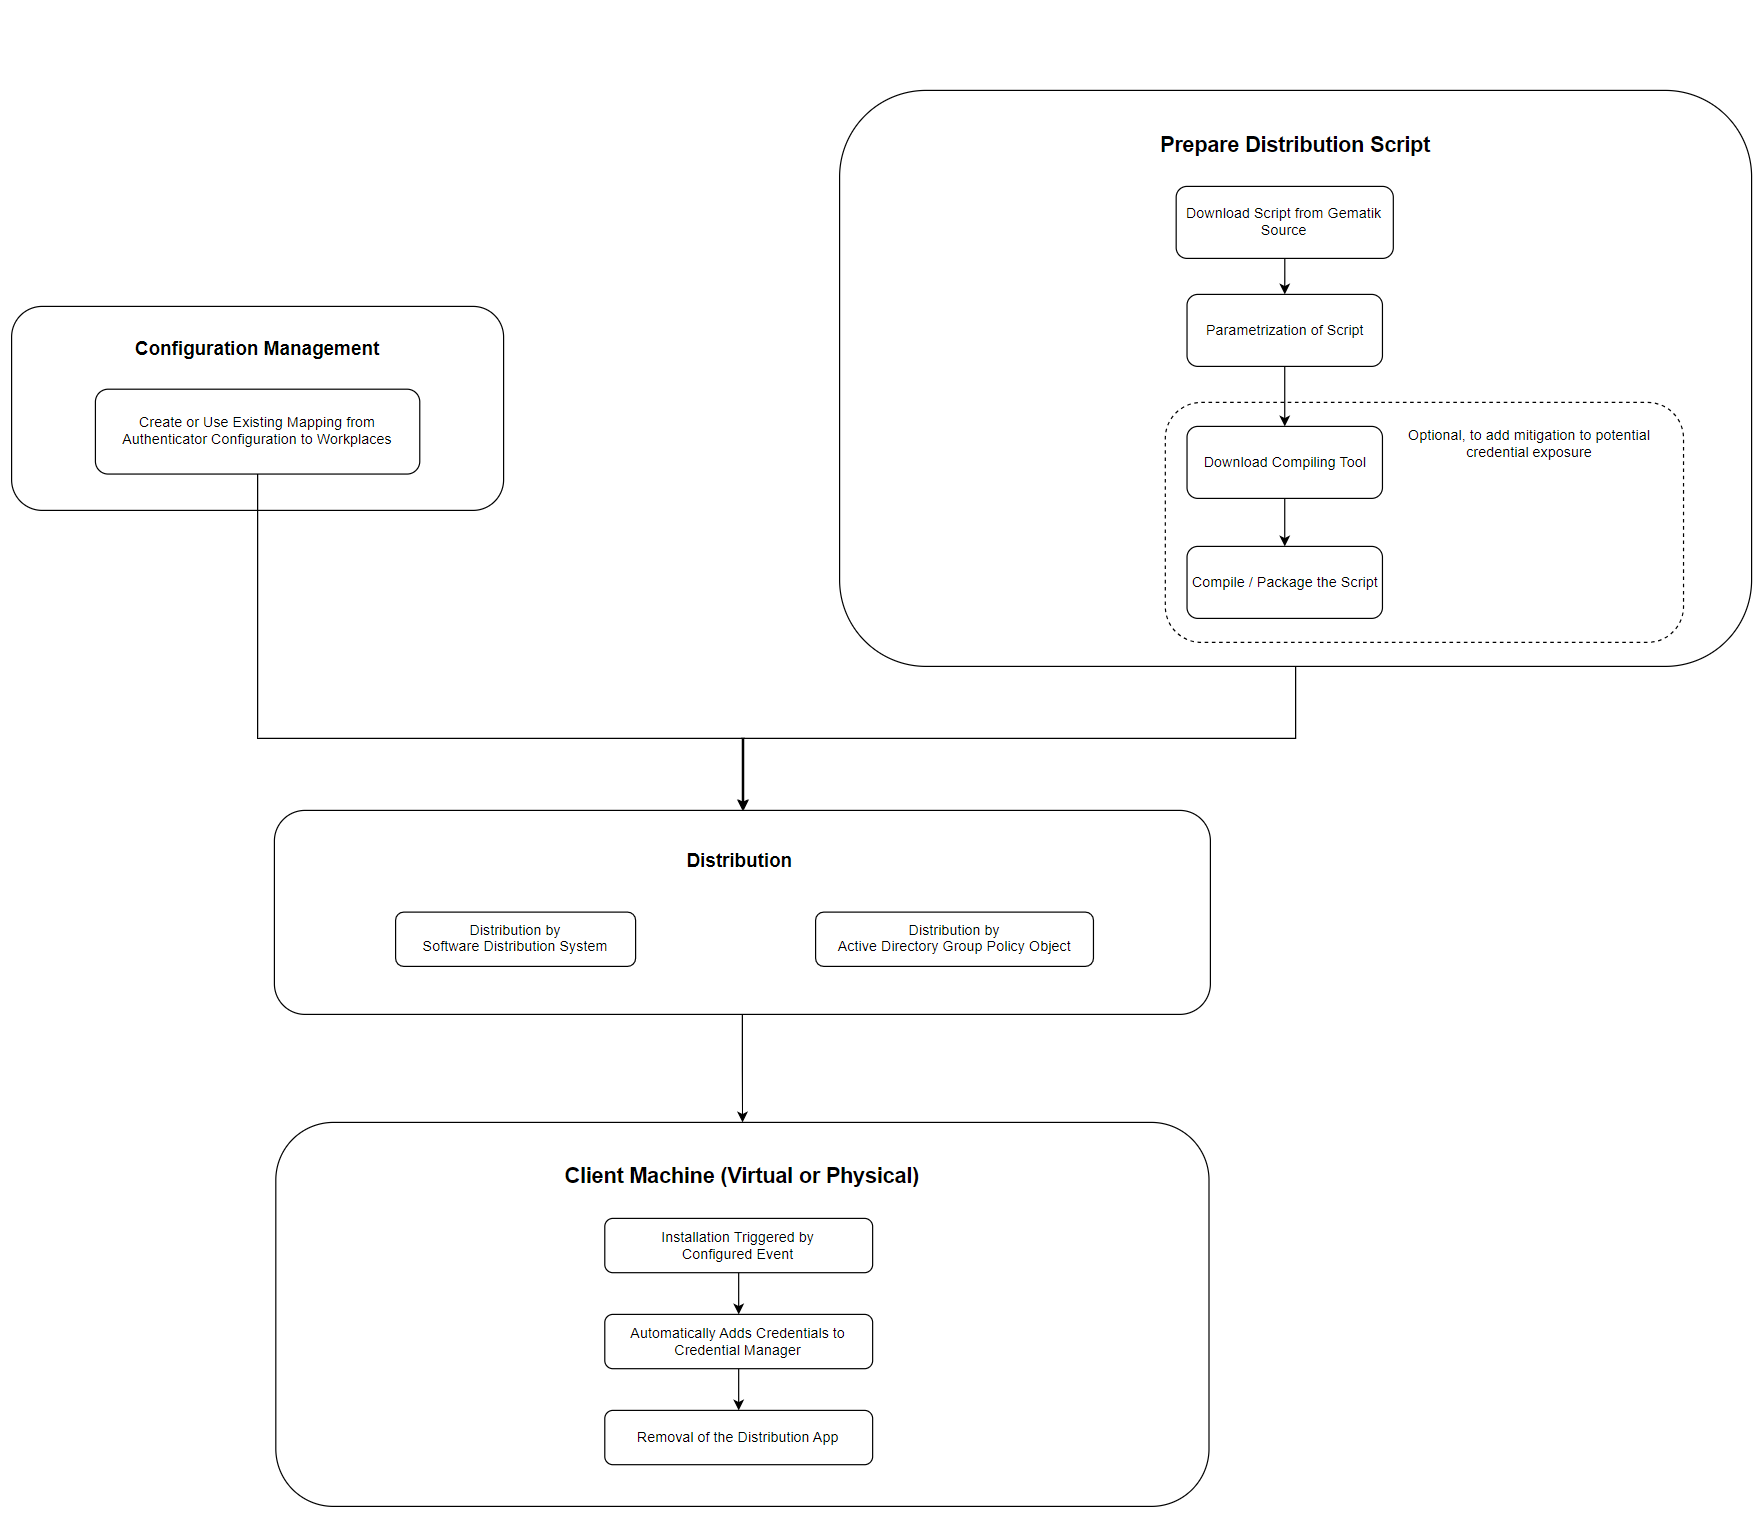 Prepare Distribution Script
Download Script from Gematik
Source
Parametrization of Script
Optional, to add mitigation to potential
credential exposure
Download Compiling Tool
Compile / Package the Script
Configuration Management
Create or Use Existing Mapping from
Authenticator Configuration to Workplaces
Distribution
Distribution by
Software Distribution System
Distribution by
Active Directory Group Policy Object
Client Machine (Virtual or Physical)
Installation Triggered by
Configured Event
Automatically Adds Credentials to
Credential Manager
Removal of the Distribution App